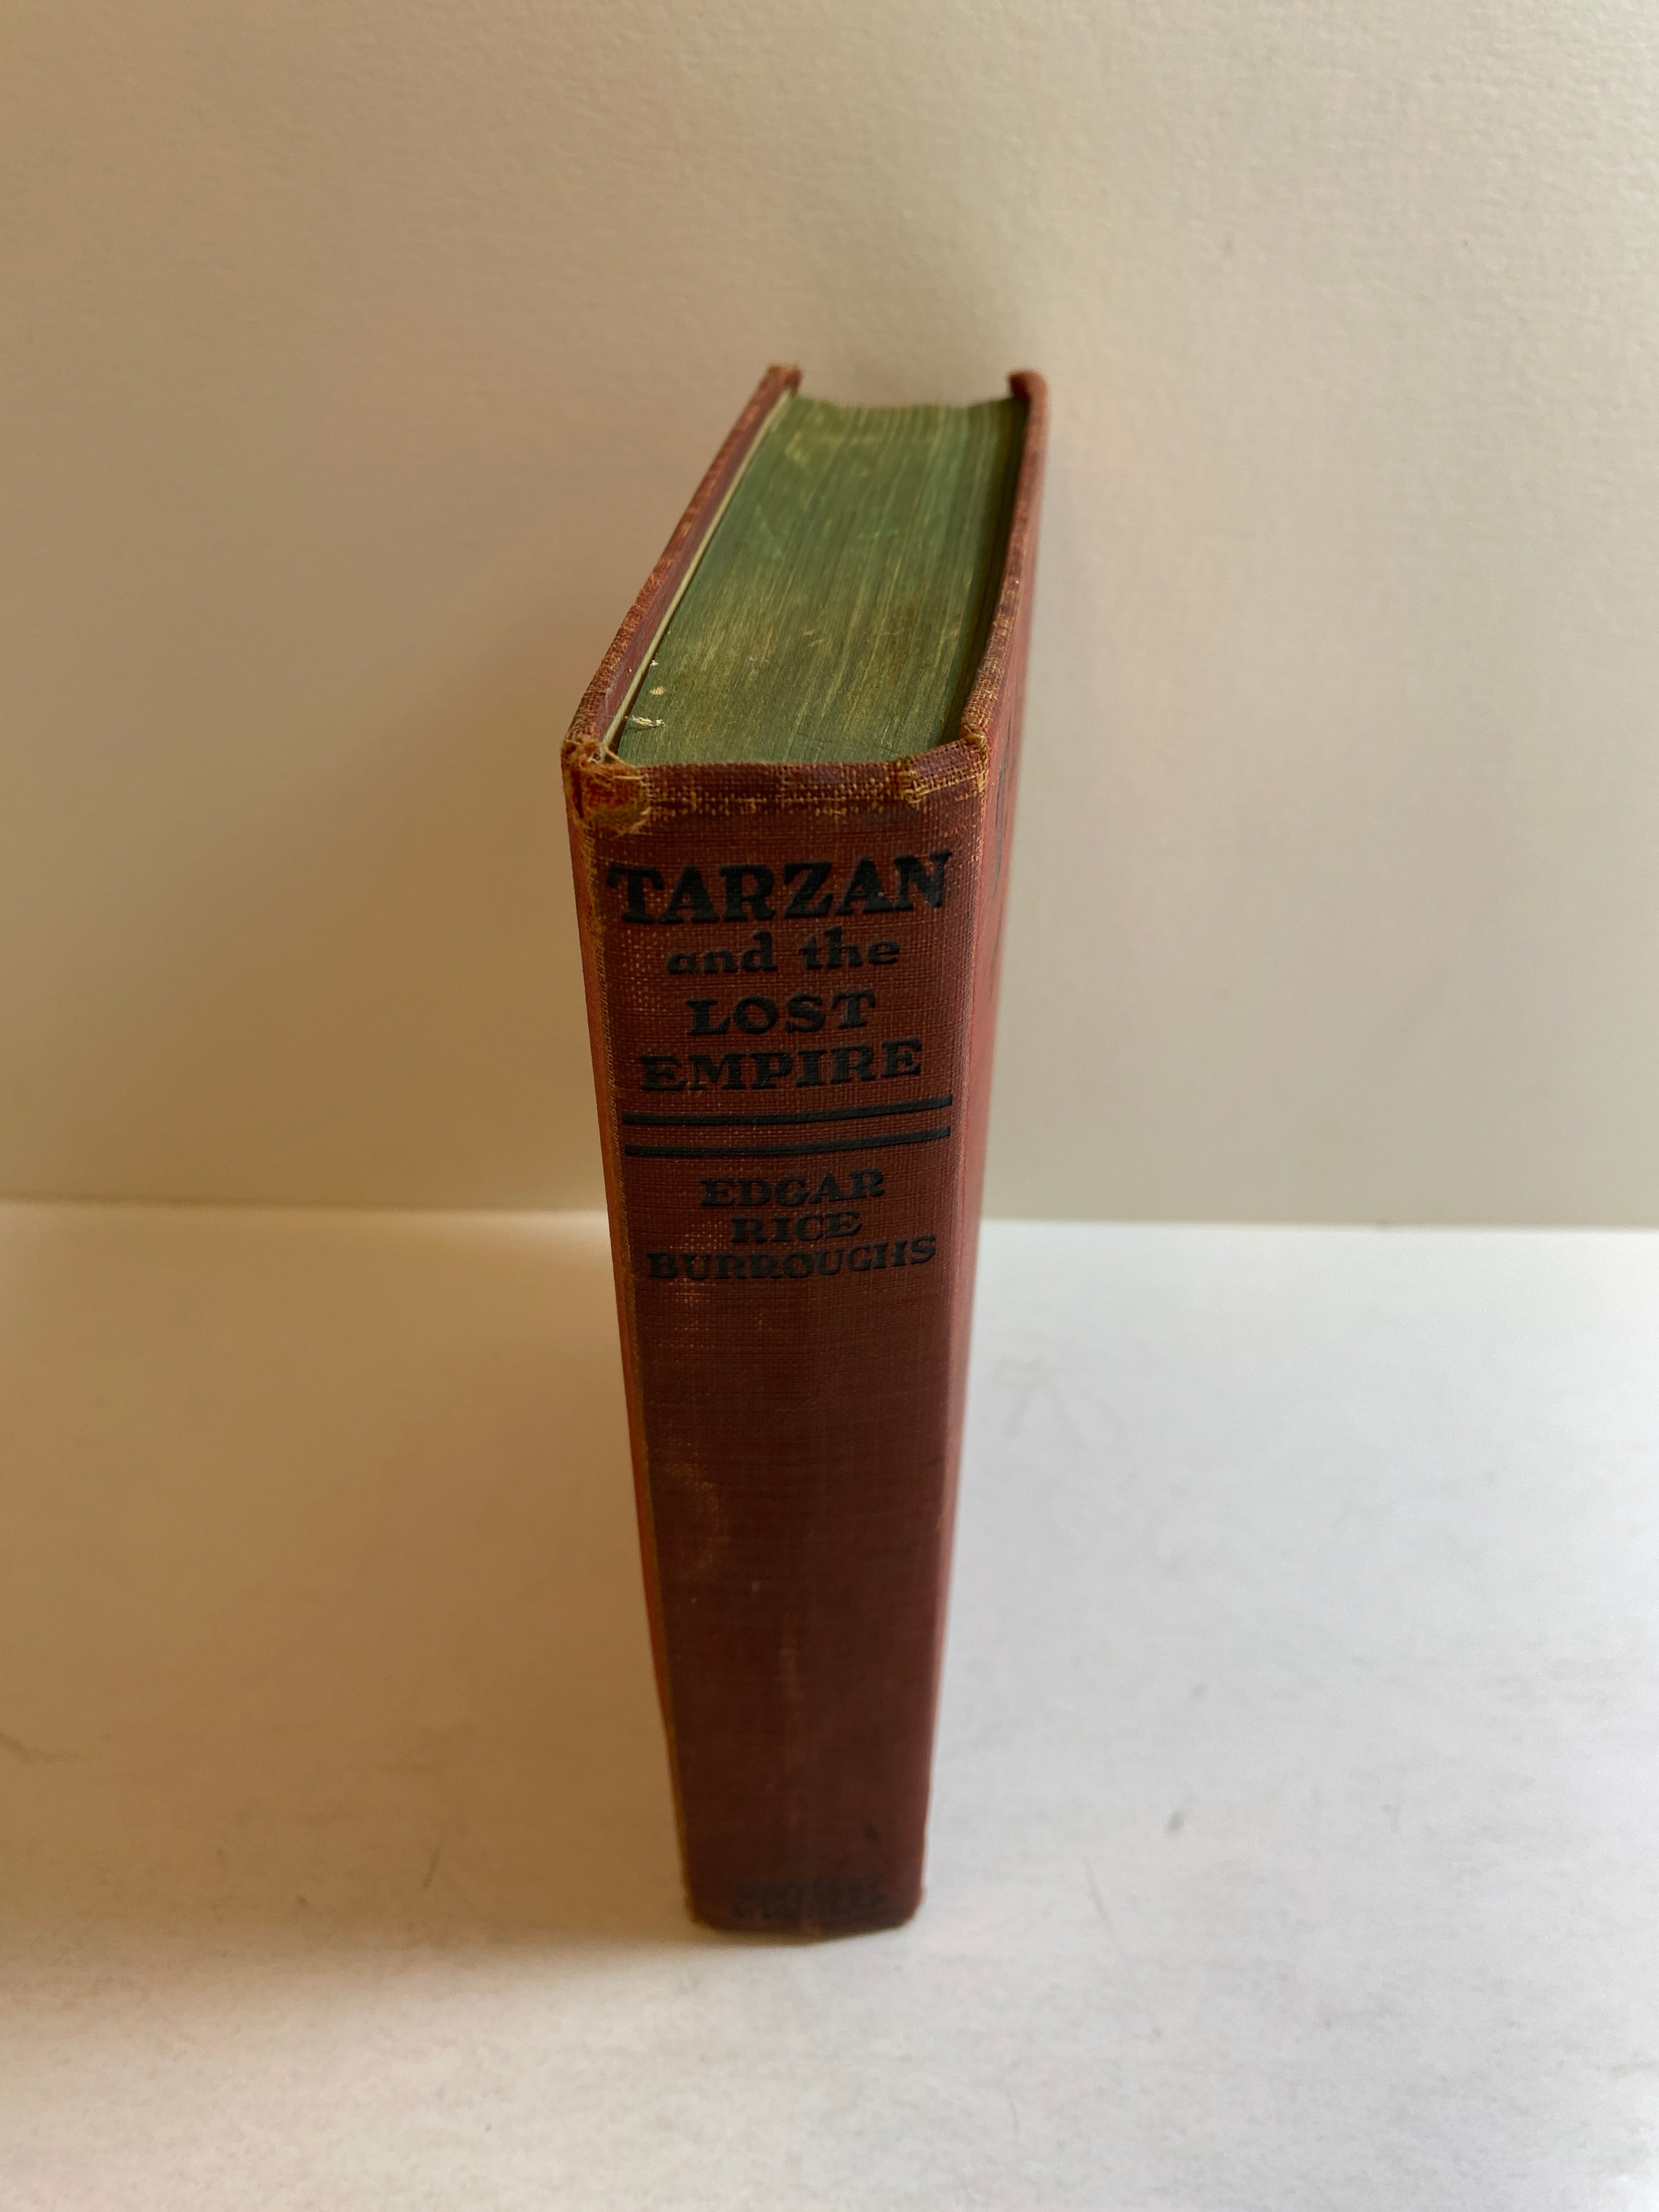 TARZAN
and the
LOST
EMPIRE
EDGAR
RICE
BURROUGHS